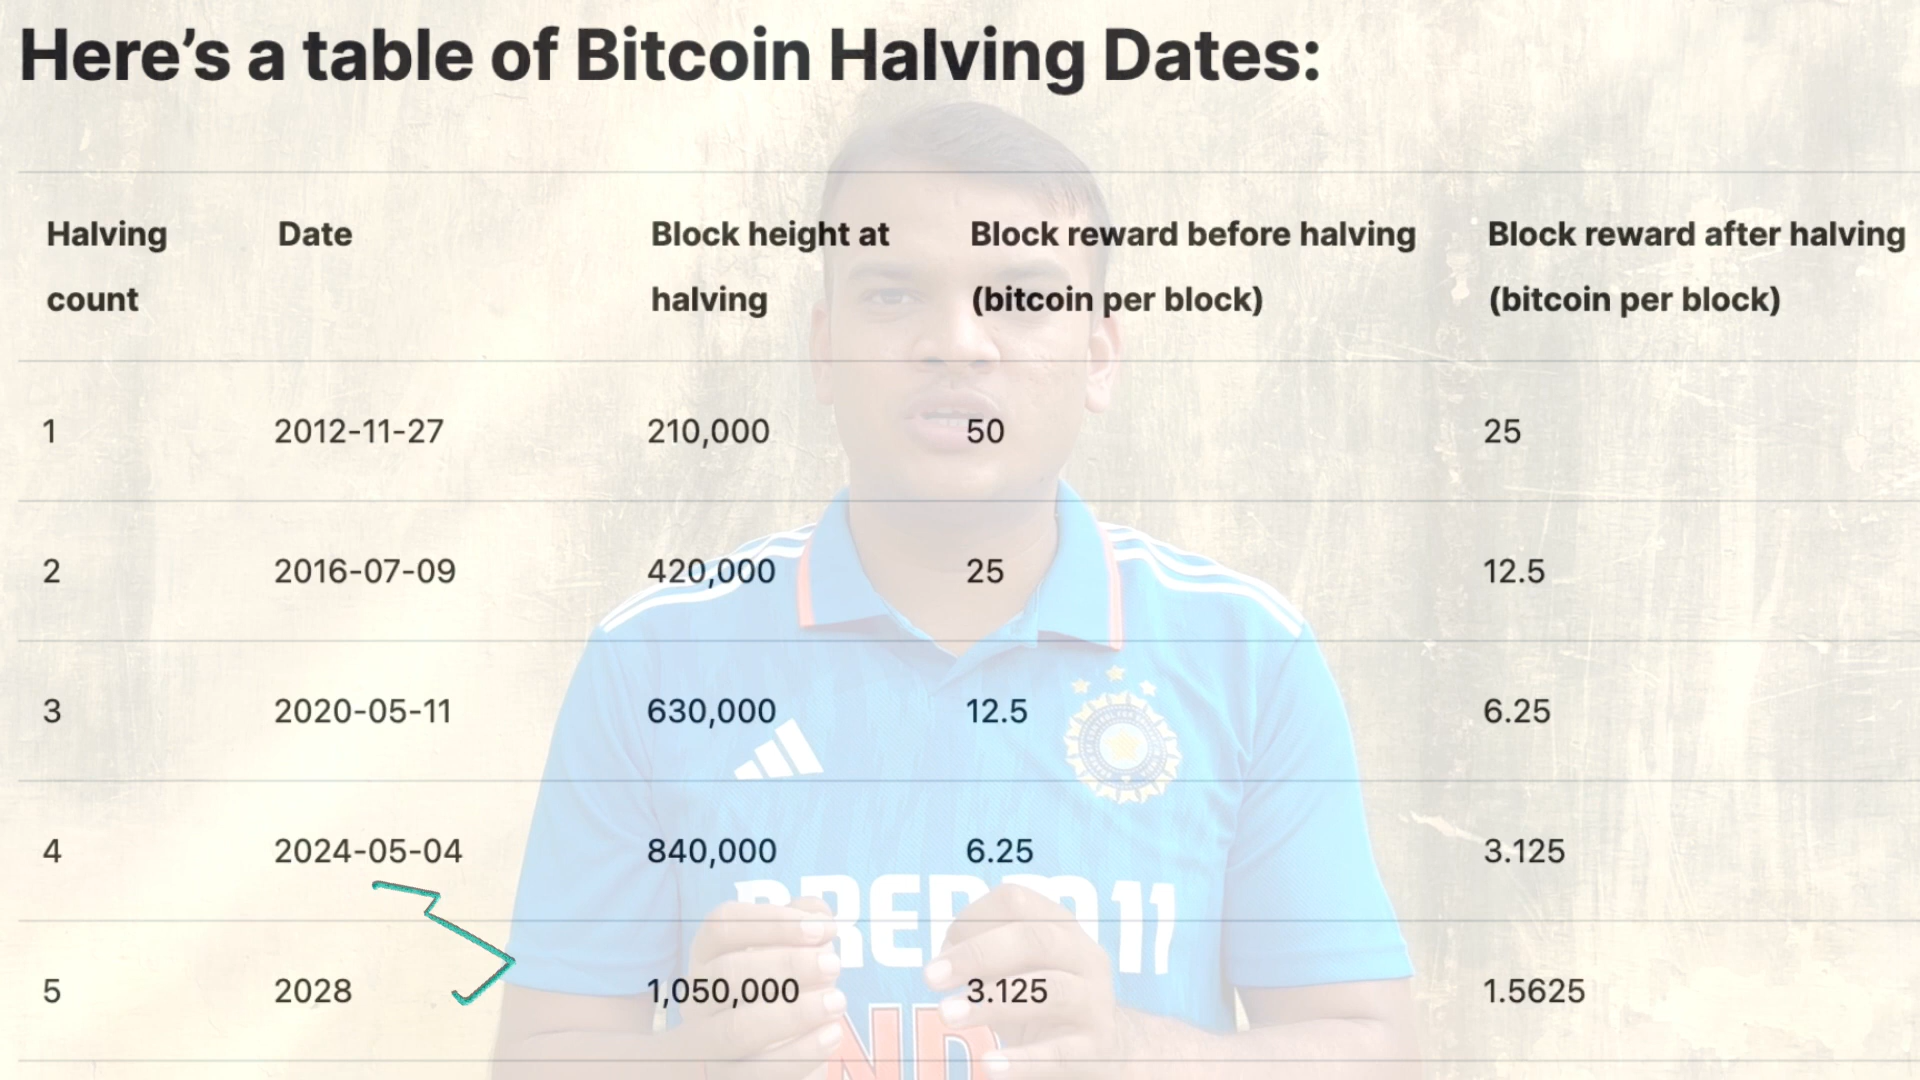 Here’s a table of Bitcoin Halving Dates:
Halving count Date Block height at halving Block reward before halving (bitcoin per block) Block reward after halving (bitcoin per block)
1 2012-11-27 210,000 50 25
2 2016-07-09 420,000 25 12.5
3 2020-05-11 630,000 12.5 6.25
4 2024-05-04 840,000 6.25 3.125
5 2028 1,050,000 3.125 1.5625